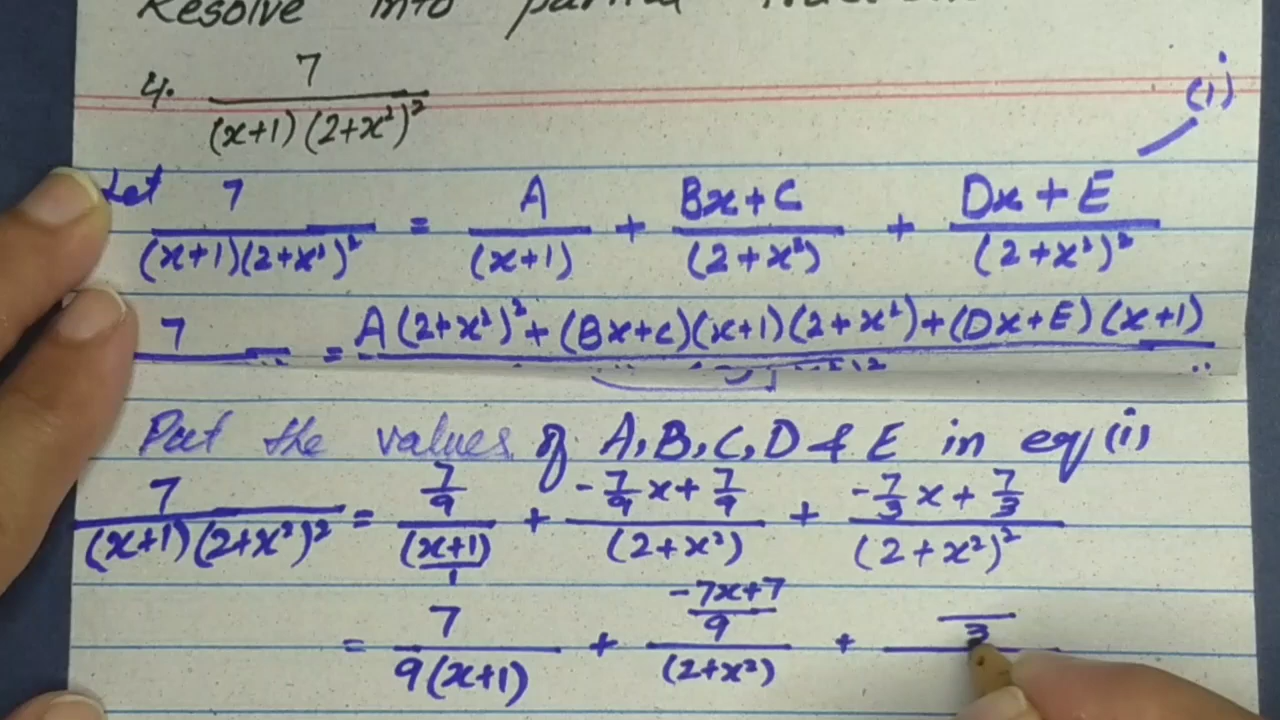 Resolve into partial
4. 7/((x+1)(2+x²)²)
(i)
Let 7/((x+1)(2+x²)²) = A/(x+1) + (Bx+C)/(2+x²) + (Dx+E)/(2+x²)²
7 = A(2+x²)²+(Bx+c)(x+1)(2+x²)+(Dx+E)(x+1)
Put the values of A,B,C,D & E in eq (i)
7/((x+1)(2+x²)²) = (7/9)/((x+1)/1) + (-7/9 x + 7/9)/(2+x²) + (-7/3 x + 7/3)/(2+x²)²
= 7/(9(x+1)) + ((-7x+7)/9)/(2+x²) + /3